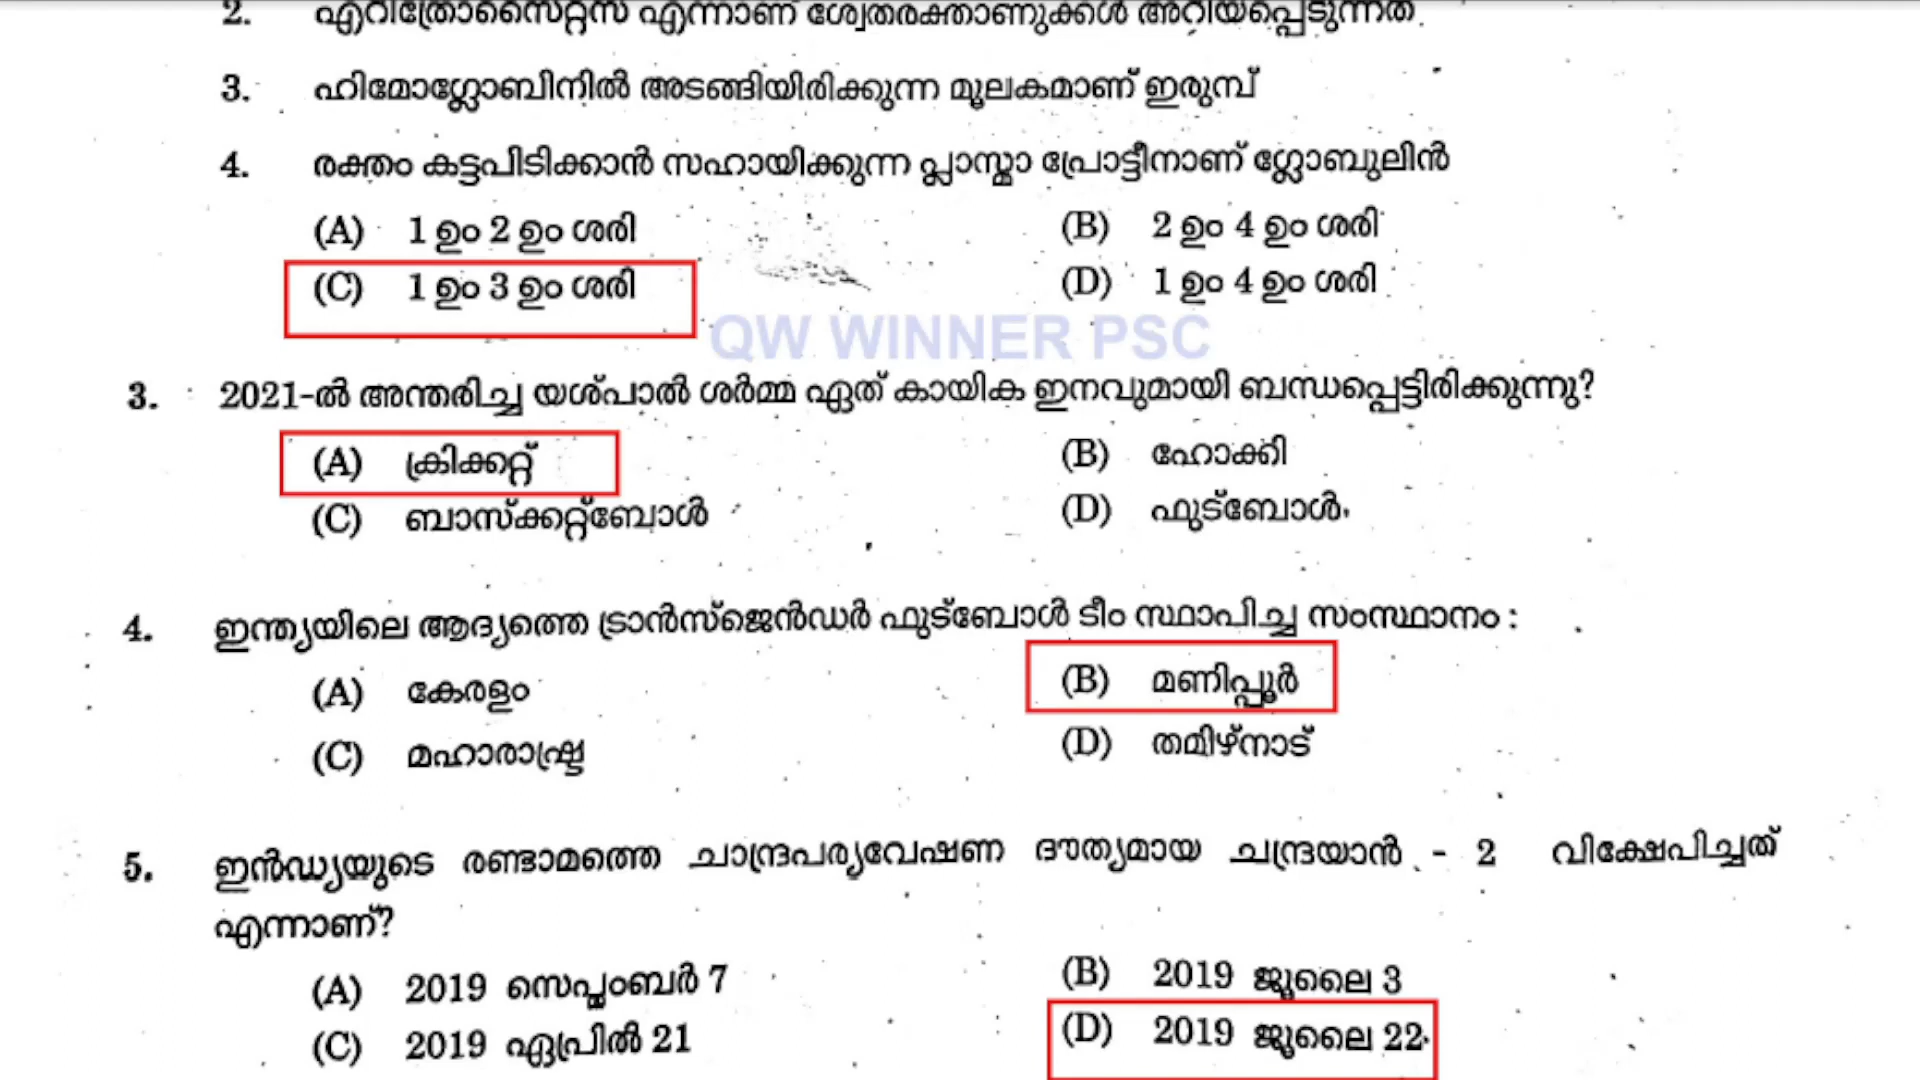 2. എറിത്രോസൈറ്റ്സ് എന്നാണ് ശ്വേതരക്താണുക്കൾ അറിയപ്പെടുന്നത്.
3. ഹിമോഗ്ലോബിനിൽ അടങ്ങിയിരിക്കുന്ന മൂലകമാണ് ഇരുമ്പ്
4. രക്തം കട്ടപിടിക്കാൻ സഹായിക്കുന്ന പ്ലാസ്മാ പ്രോട്ടീനാണ് ഗ്ലോബുലിൻ
(A) 1 ഉം 2 ഉം ശരി (B) 2 ഉം 4 ഉം ശരി
(C) 1 ഉം 3 ഉം ശരി (D) 1 ഉം 4 ഉം ശരി
QW WINNER PSC
3. 2021-ൽ അന്തരിച്ച യശ്പാൽ ശർമ്മ ഏത് കായിക ഇനവുമായി ബന്ധപ്പെട്ടിരിക്കുന്നു?
(A) ക്രിക്കറ്റ് (B) ഹോക്കി
(C) ബാസ്ക്കറ്റ്ബോൾ (D) ഫുട്ബോൾ
4. ഇന്ത്യയിലെ ആദ്യത്തെ ട്രാൻസ്ജെൻഡർ ഫുട്ബോൾ ടീം സ്ഥാപിച്ച സംസ്ഥാനം :
(A) കേരളം (B) മണിപ്പൂർ
(C) മഹാരാഷ്ട്ര (D) തമിഴ്നാട്
5. ഇൻഡ്യയുടെ രണ്ടാമത്തെ ചാന്ദ്രപര്യവേഷണ ദൗത്യമായ ചന്ദ്രയാൻ - 2 വിക്ഷേപിച്ചത്
എന്നാണ്?
(A) 2019 സെപ്തംബർ 7 (B) 2019 ജൂലൈ 3
(C) 2019 ഏപ്രിൽ 21 (D) 2019 ജൂലൈ 22